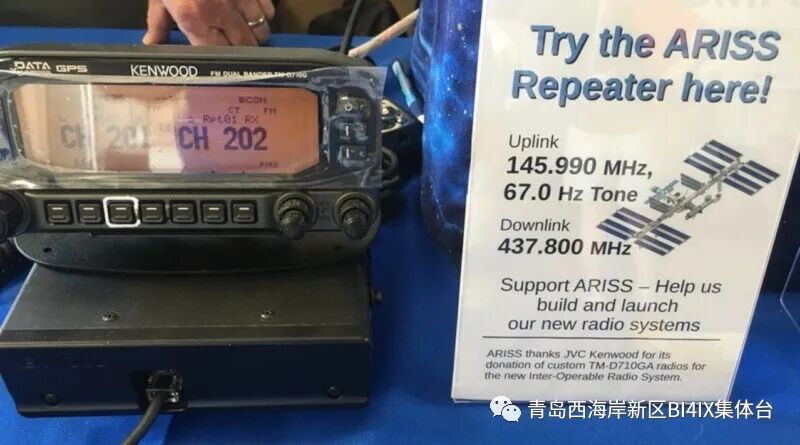 DATA GPS
KENWOOD
FM DUAL BANDER TM-D710G
ECON
CT FM
Rpt01 RX
CH 201 CH 202
FM2
Try the ARISS
Repeater here!
Uplink
145.990 MHz,
67.0 Hz Tone
Downlink
437.800 MHz
Support ARISS – Help us
build and launch
our new radio systems
ARISS thanks JVC Kenwood for its
donation of custom TM-D710GA radios for
the new Inter-Operable Radio System.
青岛西海岸新区BI4IX集体台